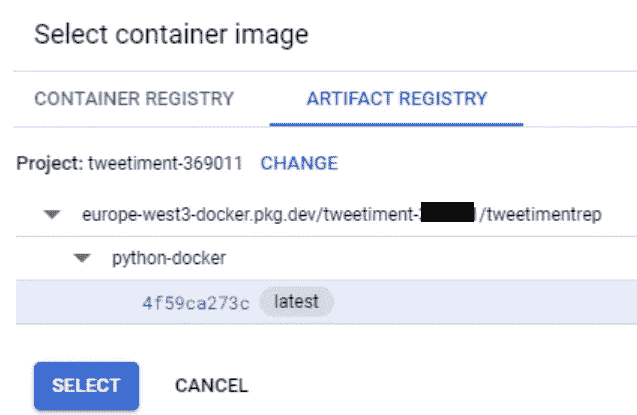 Select container image
CONTAINER REGISTRY ARTIFACT REGISTRY
Project: tweetiment-369011 CHANGE
europe-west3-docker.pkg.dev/tweetiment- /tweetimentrep
python-docker
4f59ca273c latest
SELECT CANCEL